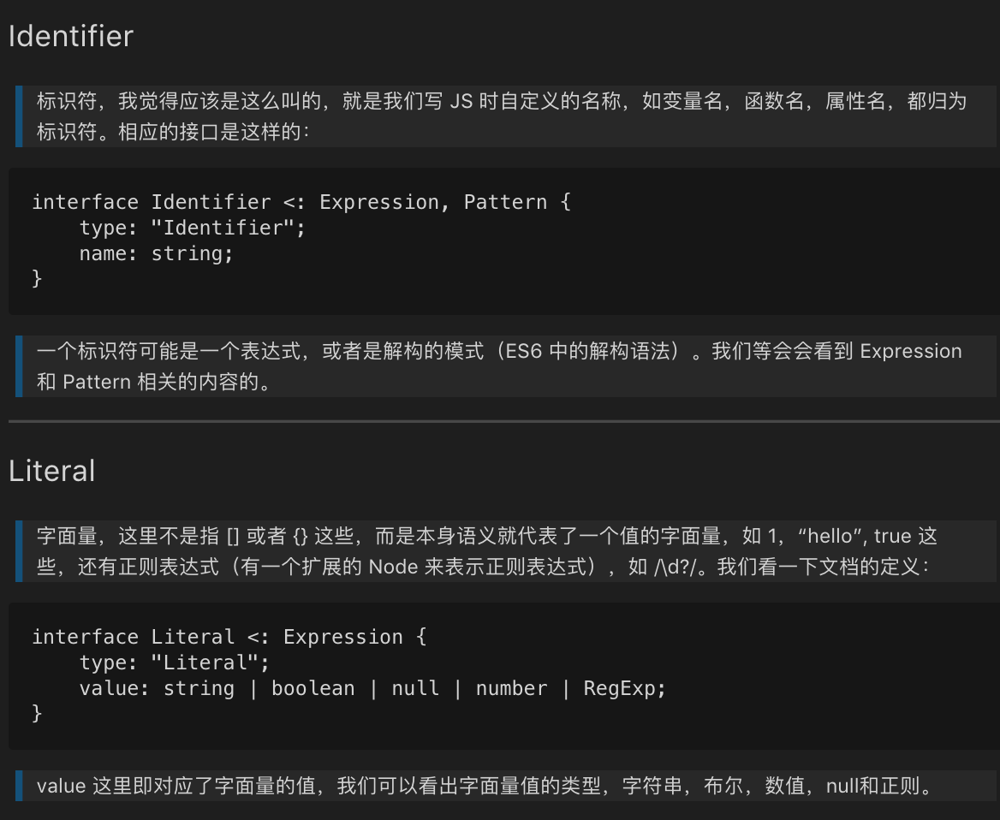 Identifier
标识符，我觉得应该是这么叫的，就是我们写 JS 时自定义的名称，如变量名，函数名，属性名，都归为
标识符。相应的接口是这样的：
interface Identifier <: Expression, Pattern {
    type: "Identifier";
    name: string;
}
一个标识符可能是一个表达式，或者是解构的模式（ES6 中的解构语法）。我们等会会看到 Expression
和 Pattern 相关的内容的。
Literal
字面量，这里不是指 [] 或者 {} 这些，而是本身语义就代表了一个值的字面量，如 1，“hello”, true 这
些，还有正则表达式（有一个扩展的 Node 来表示正则表达式），如 /\d?/。我们看一下文档的定义：
interface Literal <: Expression {
    type: "Literal";
    value: string | boolean | null | number | RegExp;
}
value 这里即对应了字面量的值，我们可以看出字面量值的类型，字符串，布尔，数值，null和正则。